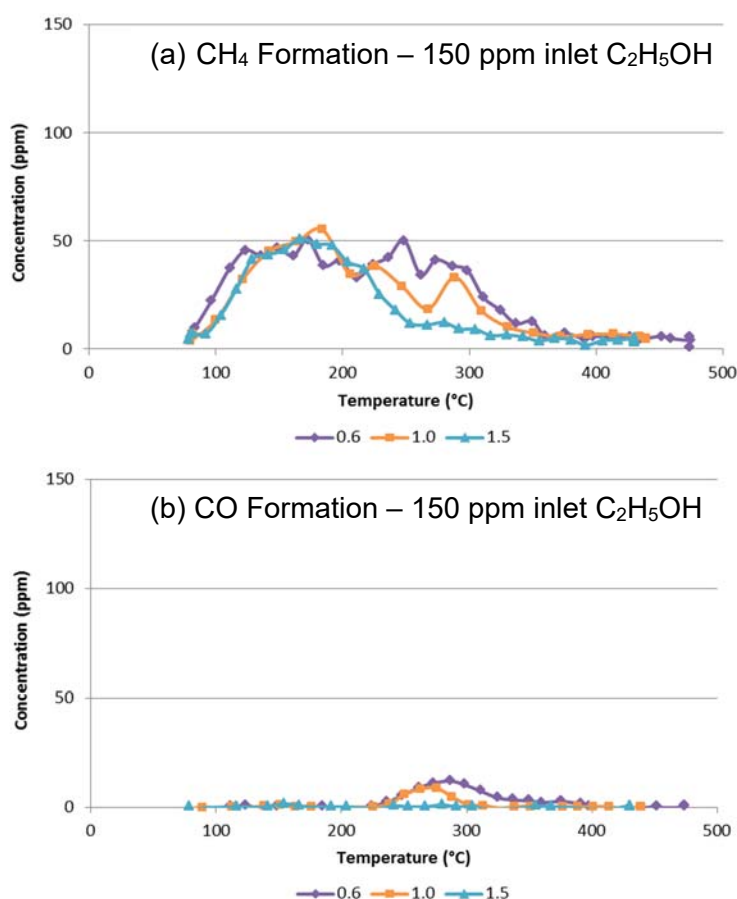 150
(a) CH₄ Formation – 150 ppm inlet C₂H₅OH
100
Concentration (ppm)
50
0
0 100 200 300 400 500
Temperature (°C)
0.6 1.0 1.5
150
(b) CO Formation – 150 ppm inlet C₂H₅OH
100
Concentration (ppm)
50
0
0 100 200 300 400 500
Temperature (°C)
0.6 1.0 1.5